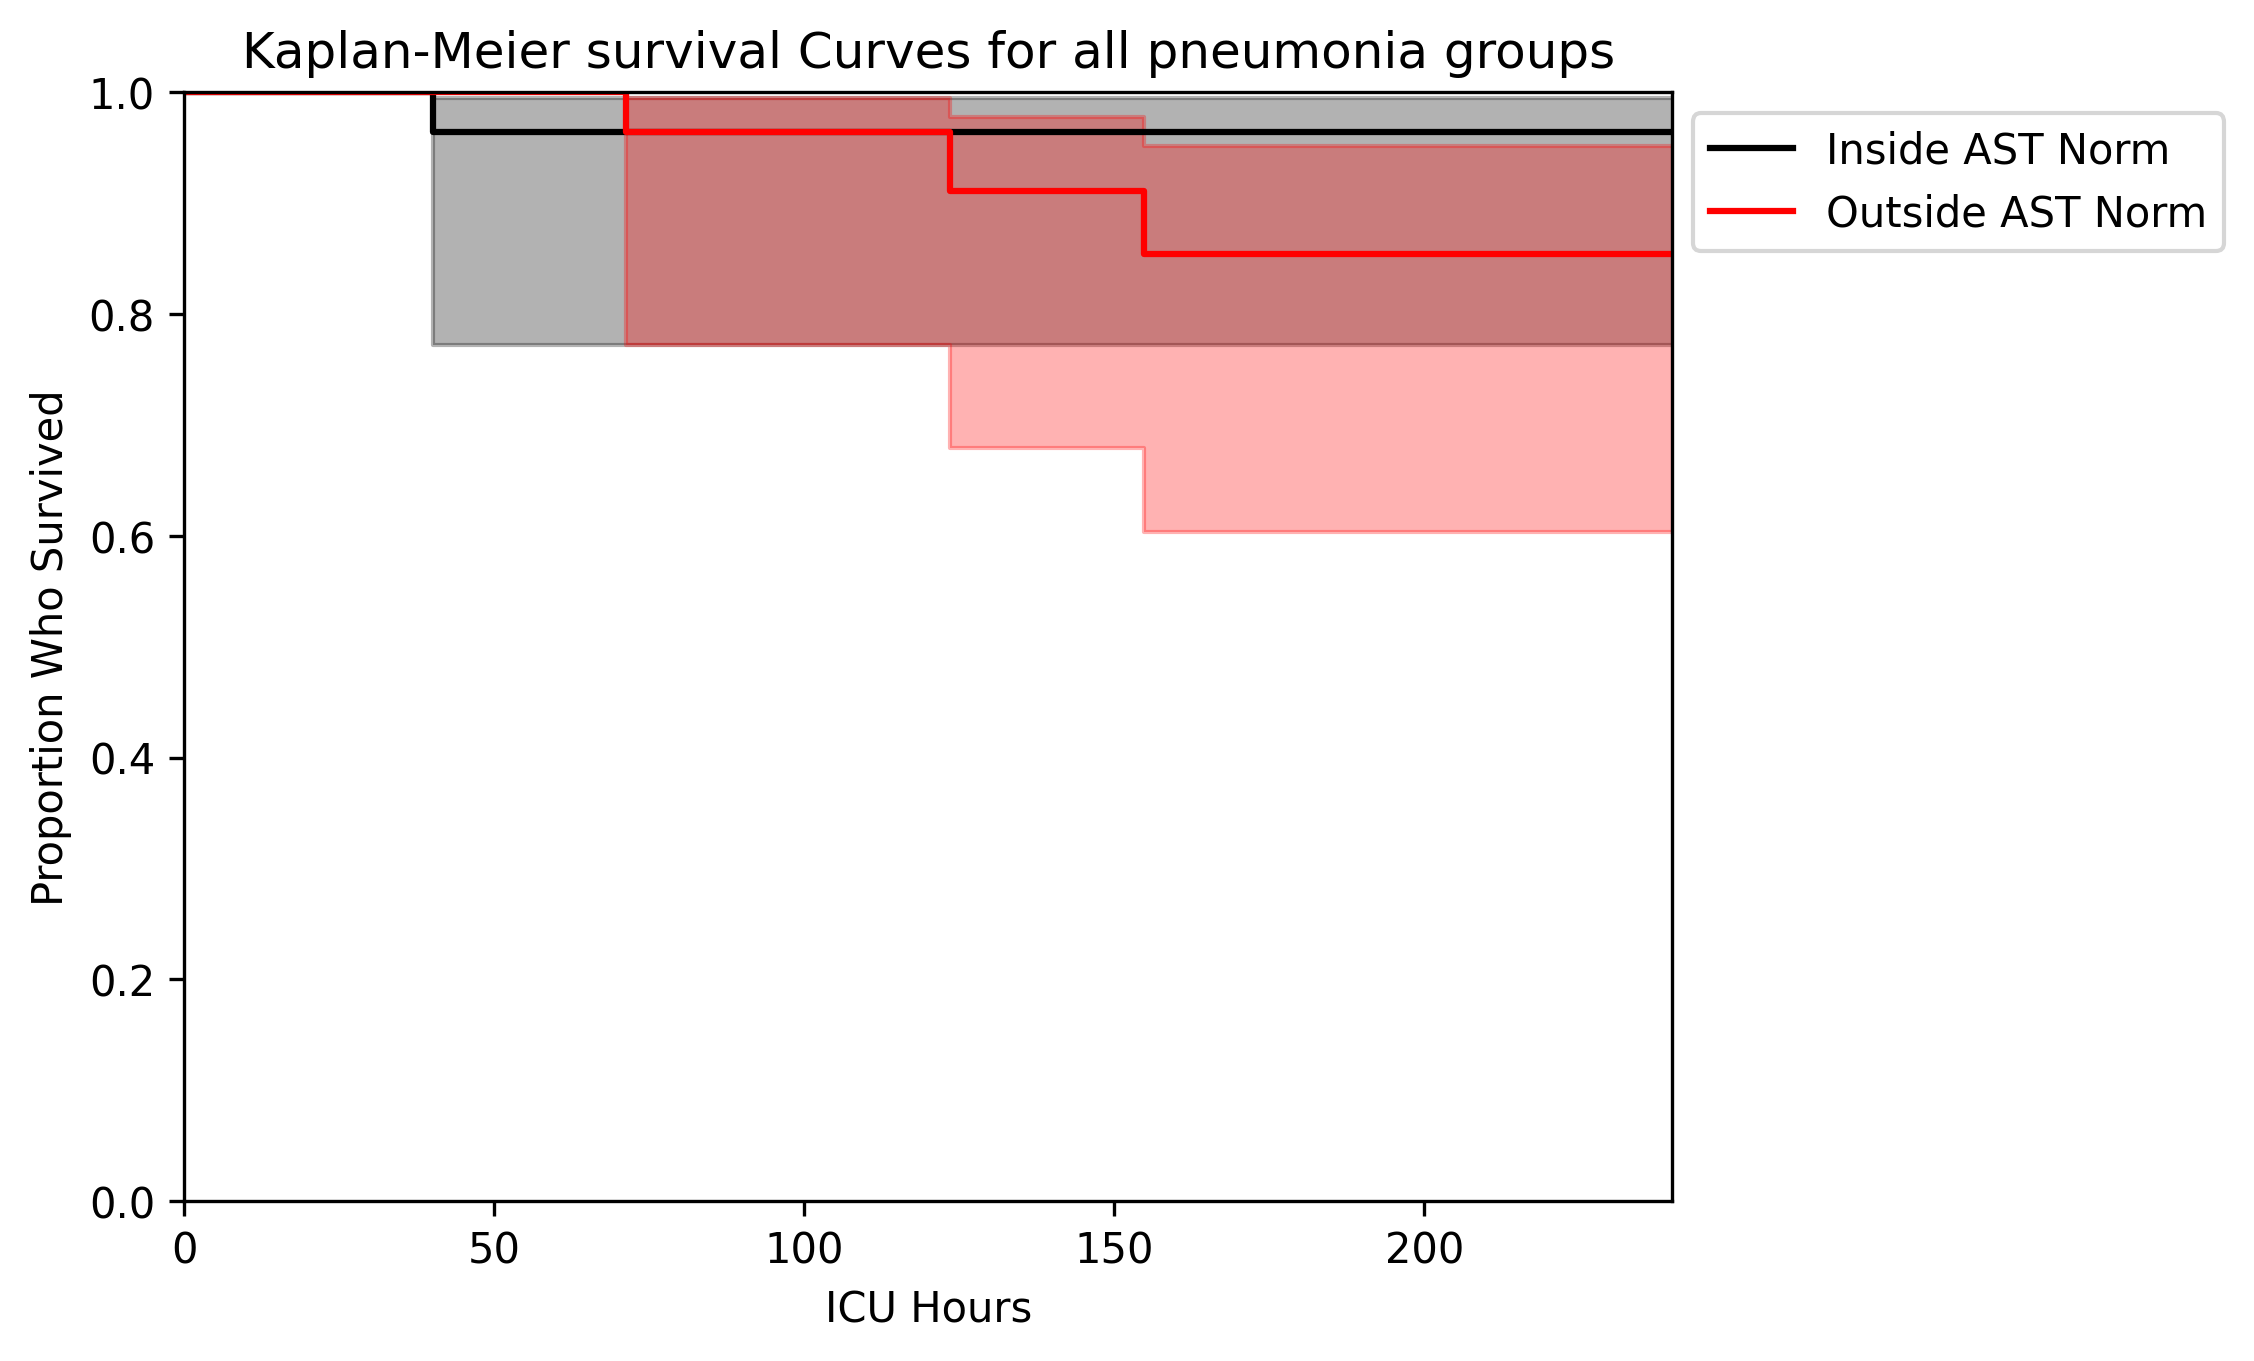 Kaplan-Meier survival Curves for all pneumonia groups
1.0
0.8
0.6
0.4
0.2
0.0
Proportion Who Survived
0 50 100 150 200
ICU Hours
Inside AST Norm
Outside AST Norm